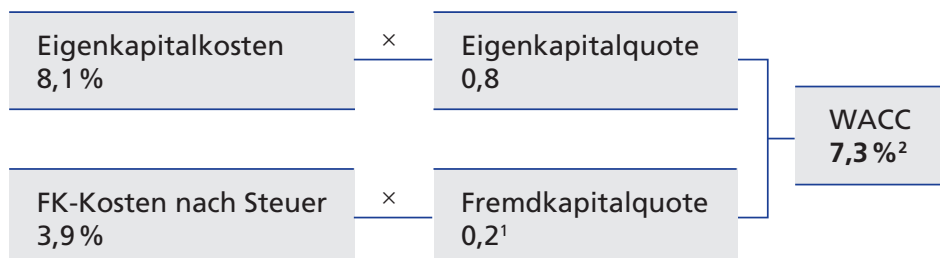 Eigenkapitalkosten
8,1 %
×
Eigenkapitalquote
0,8
WACC
7,3 %²
FK-Kosten nach Steuer
3,9 %
×
Fremdkapitalquote
0,2¹